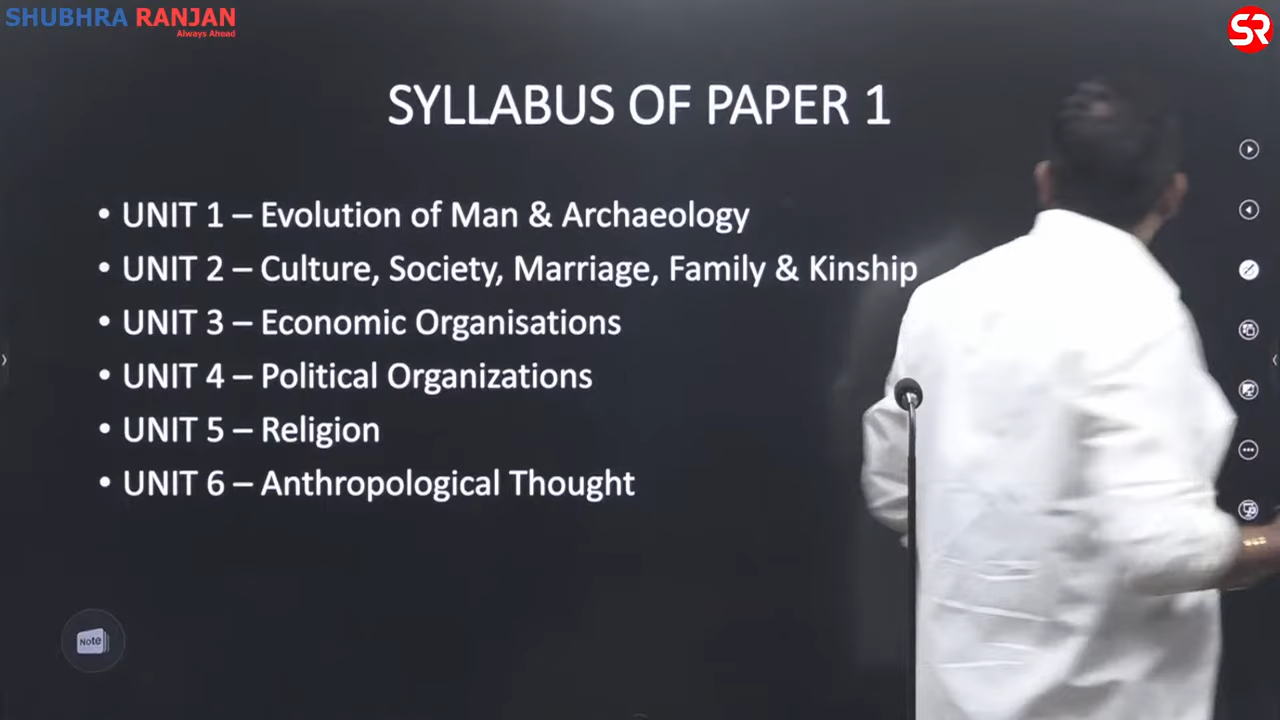 SHUBHRA RANJAN
Always Ahead
SR
SYLLABUS OF PAPER 1
• UNIT 1 – Evolution of Man & Archaeology
• UNIT 2 – Culture, Society, Marriage, Family & Kinship
• UNIT 3 – Economic Organisations
• UNIT 4 – Political Organizations
• UNIT 5 – Religion
• UNIT 6 – Anthropological Thought
Note